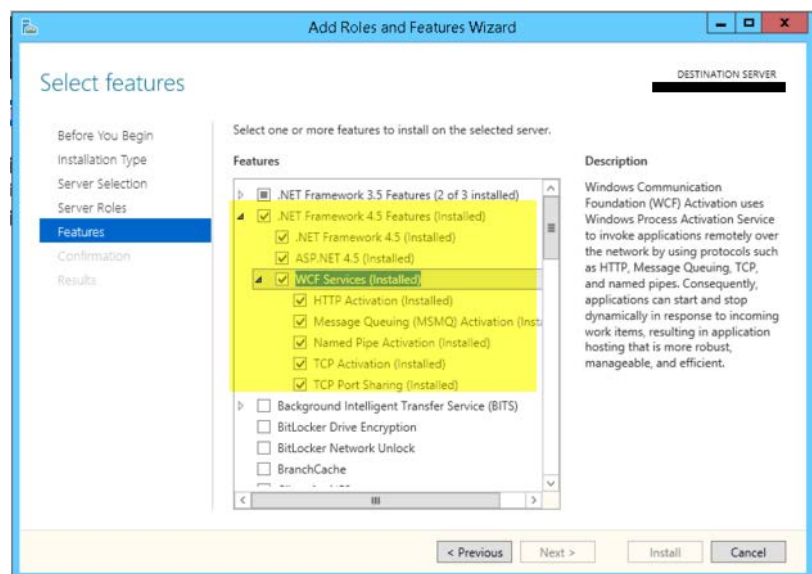 Add Roles and Features Wizard
Select features
DESTINATION SERVER
Before You Begin
Installation Type
Server Selection
Server Roles
Features
Confirmation
Results
Select one or more features to install on the selected server.
Features
.NET Framework 3.5 Features (2 of 3 installed)
.NET Framework 4.5 Features (Installed)
.NET Framework 4.5 (Installed)
ASP.NET 4.5 (Installed)
WCF Services (Installed)
HTTP Activation (Installed)
Message Queuing (MSMQ) Activation (Inst
Named Pipe Activation (Installed)
TCP Activation (Installed)
TCP Port Sharing (Installed)
Background Intelligent Transfer Service (BITS)
BitLocker Drive Encryption
BitLocker Network Unlock
BranchCache
Description
Windows Communication
Foundation (WCF) Activation uses
Windows Process Activation Service
to invoke applications remotely over
the network by using protocols such
as HTTP, Message Queuing, TCP,
and named pipes. Consequently,
applications can start and stop
dynamically in response to incoming
work items, resulting in application
hosting that is more robust,
manageable, and efficient.
< Previous
Next >
Install
Cancel